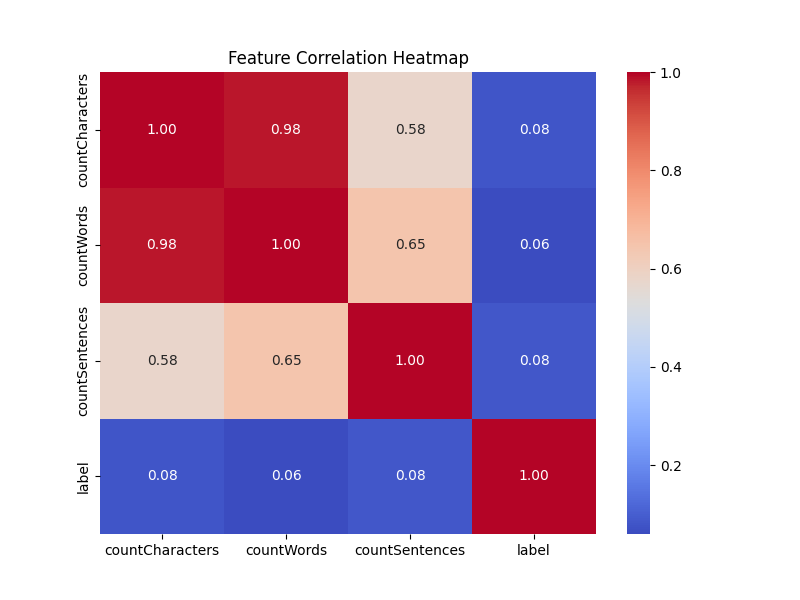 Feature Correlation Heatmap
countCharacters 1.00 0.98 0.58 0.08
countWords 0.98 1.00 0.65 0.06
countSentences 0.58 0.65 1.00 0.08
label 0.08 0.06 0.08 1.00
countCharacters countWords countSentences label
1.0
0.8
0.6
0.4
0.2